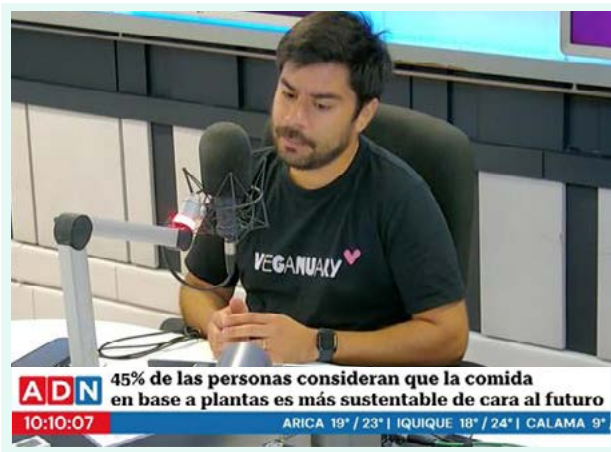 VEGANUARY
ADN
45% de las personas consideran que la comida
en base a plantas es más sustentable de cara al futuro
10:10:07
ARICA 19° / 23° | IQUIQUE 18° / 24° | CALAMA 9° /